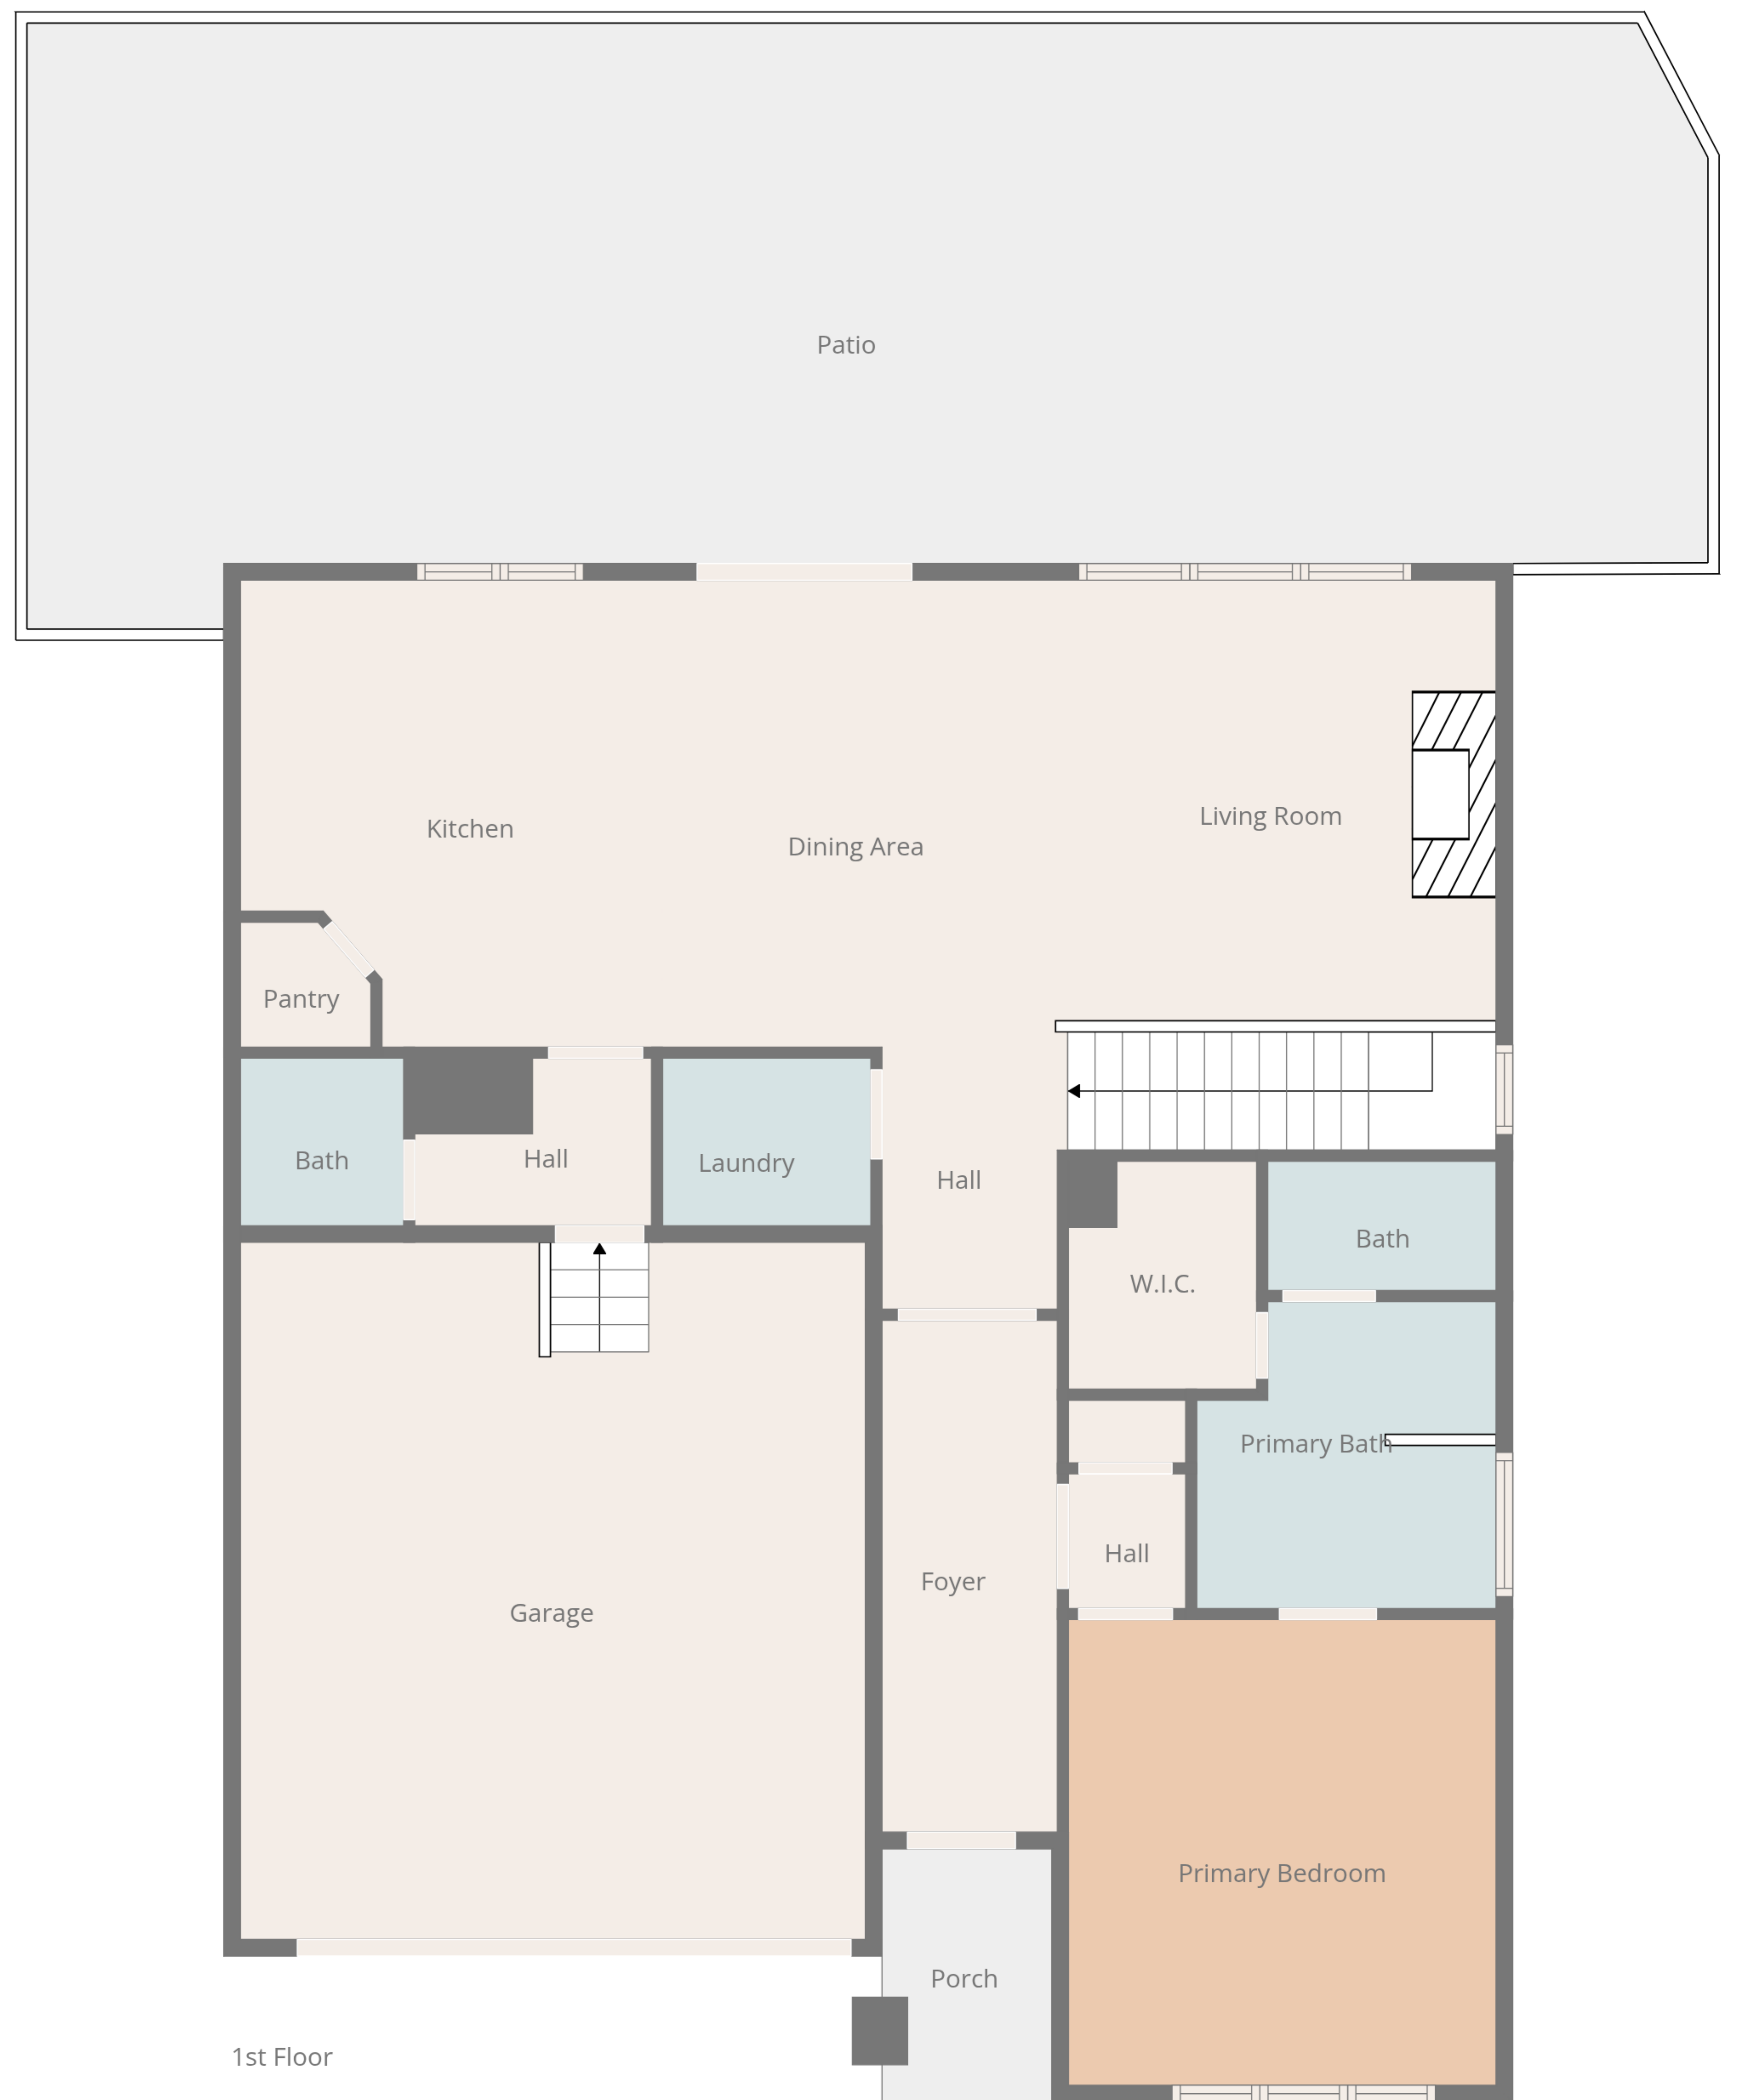 Patio
Kitchen
Dining Area
Living Room
Pantry
Bath
Hall
Laundry
Hall
Bath
W.I.C.
Primary Bath
Hall
Foyer
Garage
Primary Bedroom
Porch
1st Floor